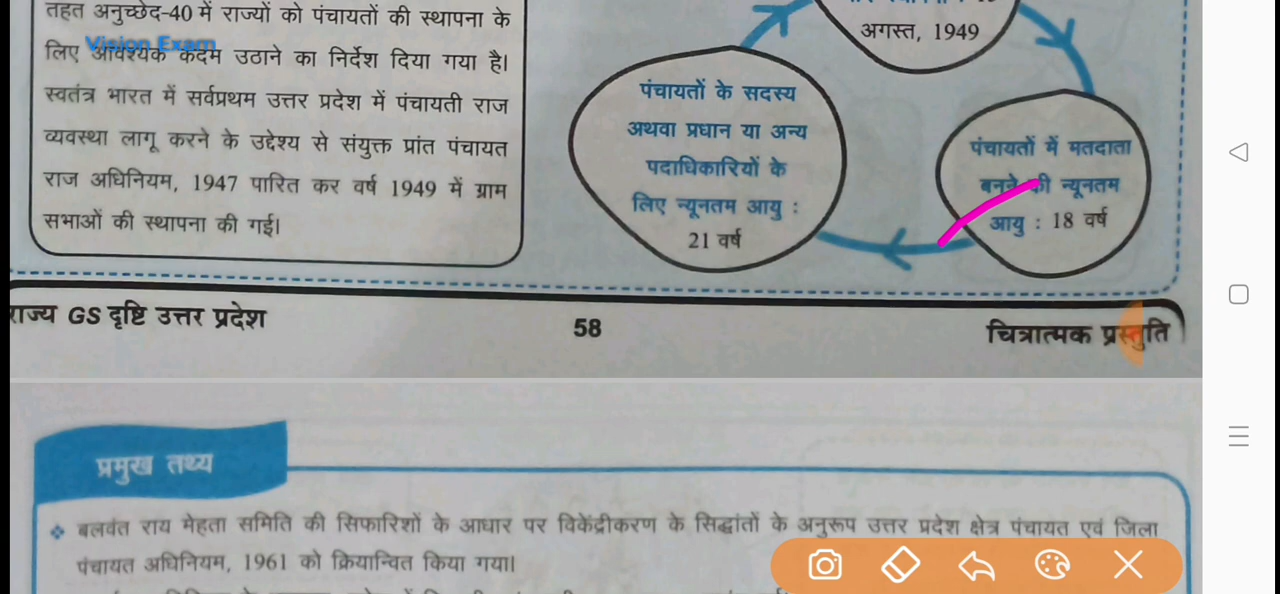 तहत अनुच्छेद-40 में राज्यों को पंचायतों की स्थापना के
लिए आवश्यक कदम उठाने का निर्देश दिया गया है।
Vision Exam
स्वतंत्र भारत में सर्वप्रथम उत्तर प्रदेश में पंचायती राज
व्यवस्था लागू करने के उद्देश्य से संयुक्त प्रांत पंचायत
राज अधिनियम, 1947 पारित कर वर्ष 1949 में ग्राम
सभाओं की स्थापना की गई।
अगस्त, 1949
पंचायतों के सदस्य
अथवा प्रधान या अन्य
पदाधिकारियों के
लिए न्यूनतम आयु :
21 वर्ष
पंचायतों में मतदाता
बनने की न्यूनतम
आयु : 18 वर्ष
राज्य GS दृष्टि उत्तर प्रदेश
58
चित्रात्मक प्रस्तुति
प्रमुख तथ्य
❖ बलवंत राय मेहता समिति की सिफारिशों के आधार पर विकेंद्रीकरण के सिद्धांतों के अनुरूप उत्तर प्रदेश क्षेत्र पंचायत एवं जिला
पंचायत अधिनियम, 1961 को क्रियान्वित किया गया।